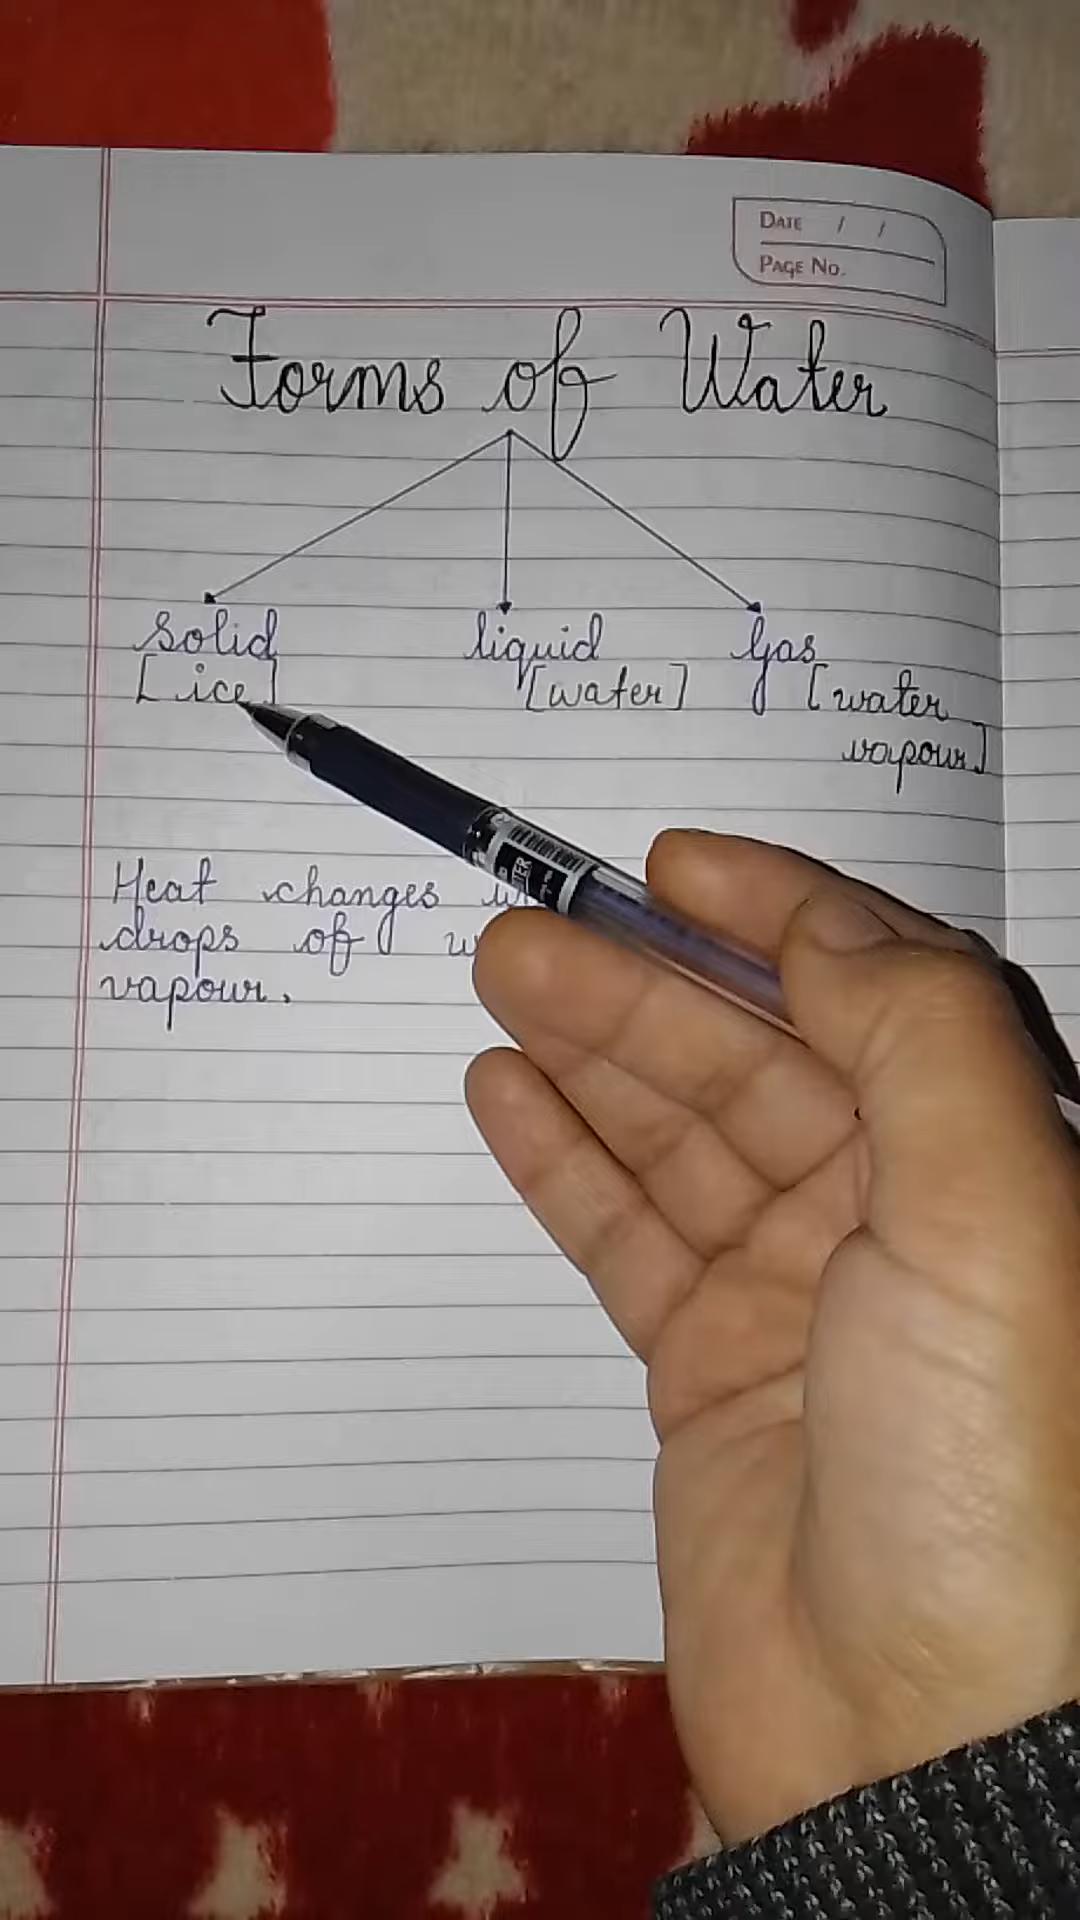 DATE / /
PAGE NO.
Forms of Water
solid liquid gas
[ice] [water] [water
vapour]
Heat changes
drops of
vapour.